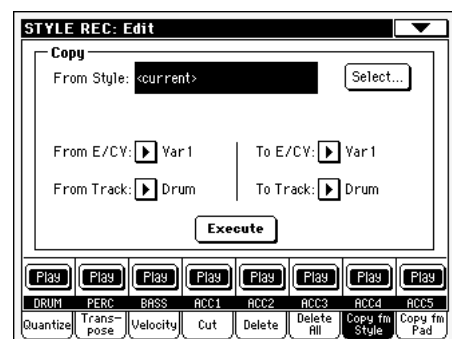 STYLE REC: Edit
Copy
From Style: <current> Select...
From E/CV: Var1 To E/CV: Var1
From Track: Drum To Track: Drum
Execute
Play Play Play Play Play Play Play Play
DRUM PERC BASS ACC1 ACC2 ACC3 ACC4 ACC5
Quantize Trans-pose Velocity Cut Delete Delete All Copy fm Style Copy fm Pad